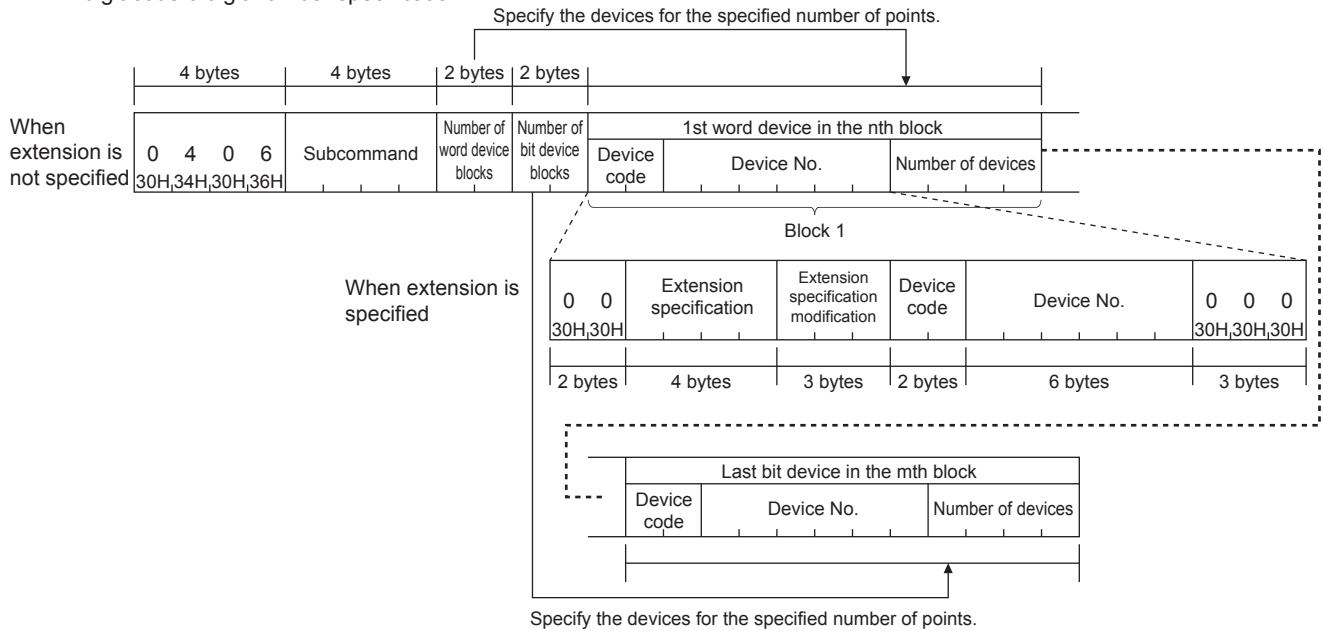 Specify the devices for the specified number of points.
4 bytes 4 bytes 2 bytes 2 bytes
When
extension is
not specified
0 4 0 6
30H,34H,30H,36H
Subcommand
Number of
word device
blocks
Number of
bit device
blocks
1st word device in the nth block
Device
code
Device No.
Number of devices
Block 1
When extension is
specified
0 0
30H,30H
Extension
specification
Extension
specification
modification
Device
code
Device No.
0 0 0
30H,30H,30H
2 bytes 4 bytes 3 bytes 2 bytes 6 bytes 3 bytes
Last bit device in the mth block
Device
code
Device No.
Number of devices
Specify the devices for the specified number of points.